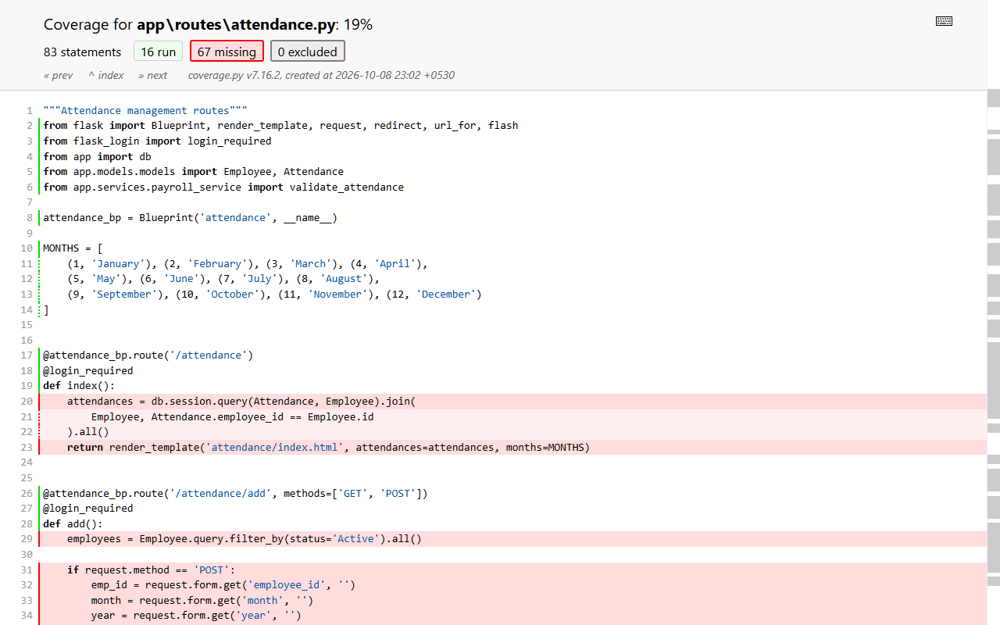 Coverage for app\routes\attendance.py: 19%
83 statements 16 run 67 missing 0 excluded
« prev ^ index » next coverage.py v7.16.2, created at 2026-10-08 23:02 +0530
1 """Attendance management routes"""
2 from flask import Blueprint, render_template, request, redirect, url_for, flash
3 from flask_login import login_required
4 from app import db
5 from app.models.models import Employee, Attendance
6 from app.services.payroll_service import validate_attendance
7
8 attendance_bp = Blueprint('attendance', __name__)
9
10 MONTHS = [
11     (1, 'January'), (2, 'February'), (3, 'March'), (4, 'April'),
12     (5, 'May'), (6, 'June'), (7, 'July'), (8, 'August'),
13     (9, 'September'), (10, 'October'), (11, 'November'), (12, 'December')
14 ]
15
16
17 @attendance_bp.route('/attendance')
18 @login_required
19 def index():
20     attendances = db.session.query(Attendance, Employee).join(
21         Employee, Attendance.employee_id == Employee.id
22     ).all()
23     return render_template('attendance/index.html', attendances=attendances, months=MONTHS)
24
25
26 @attendance_bp.route('/attendance/add', methods=['GET', 'POST'])
27 @login_required
28 def add():
29     employees = Employee.query.filter_by(status='Active').all()
30
31     if request.method == 'POST':
32         emp_id = request.form.get('employee_id', '')
33         month = request.form.get('month', '')
34         year = request.form.get('year', '')